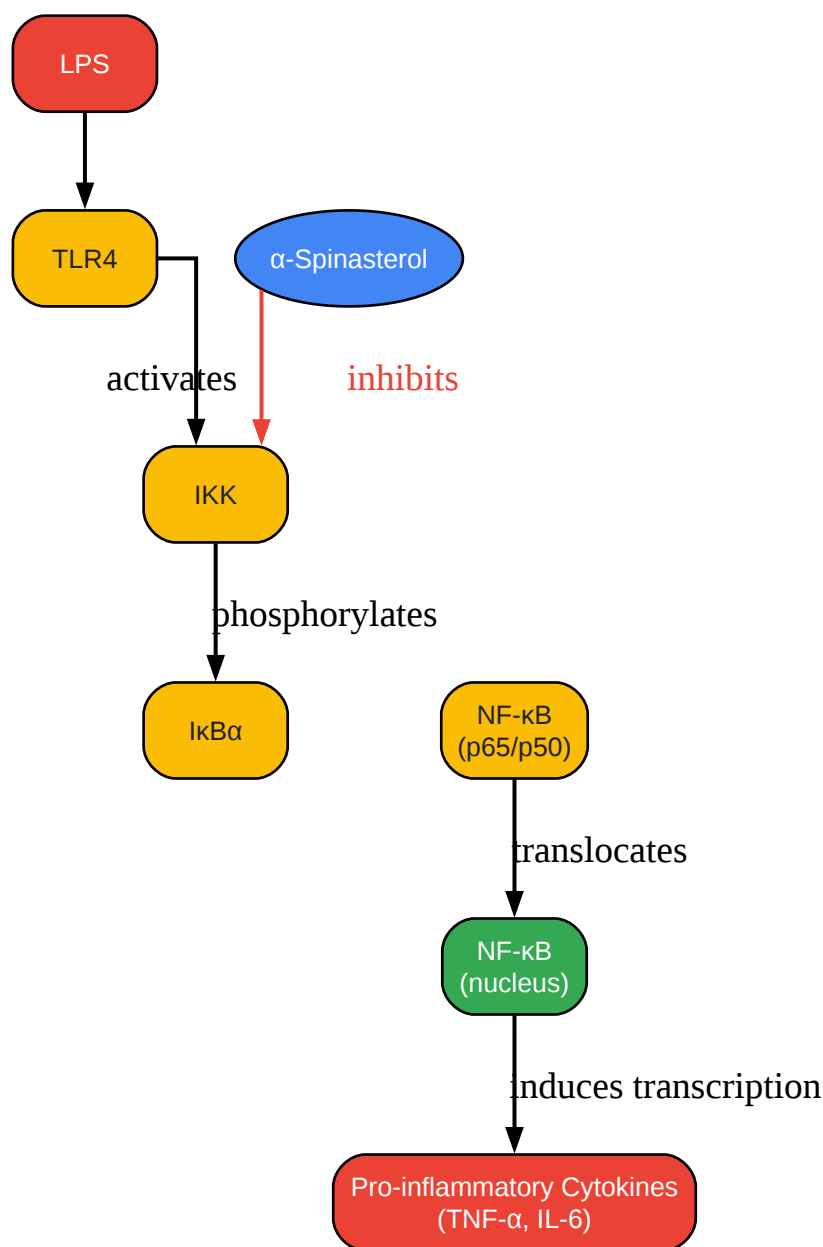 LPS
TLR4
α-Spinasterol
activates
inhibits
IKK
phosphorylates
IκBα
NF-κB
(p65/p50)
translocates
NF-κB
(nucleus)
induces transcription
Pro-inflammatory Cytokines
(TNF-α, IL-6)